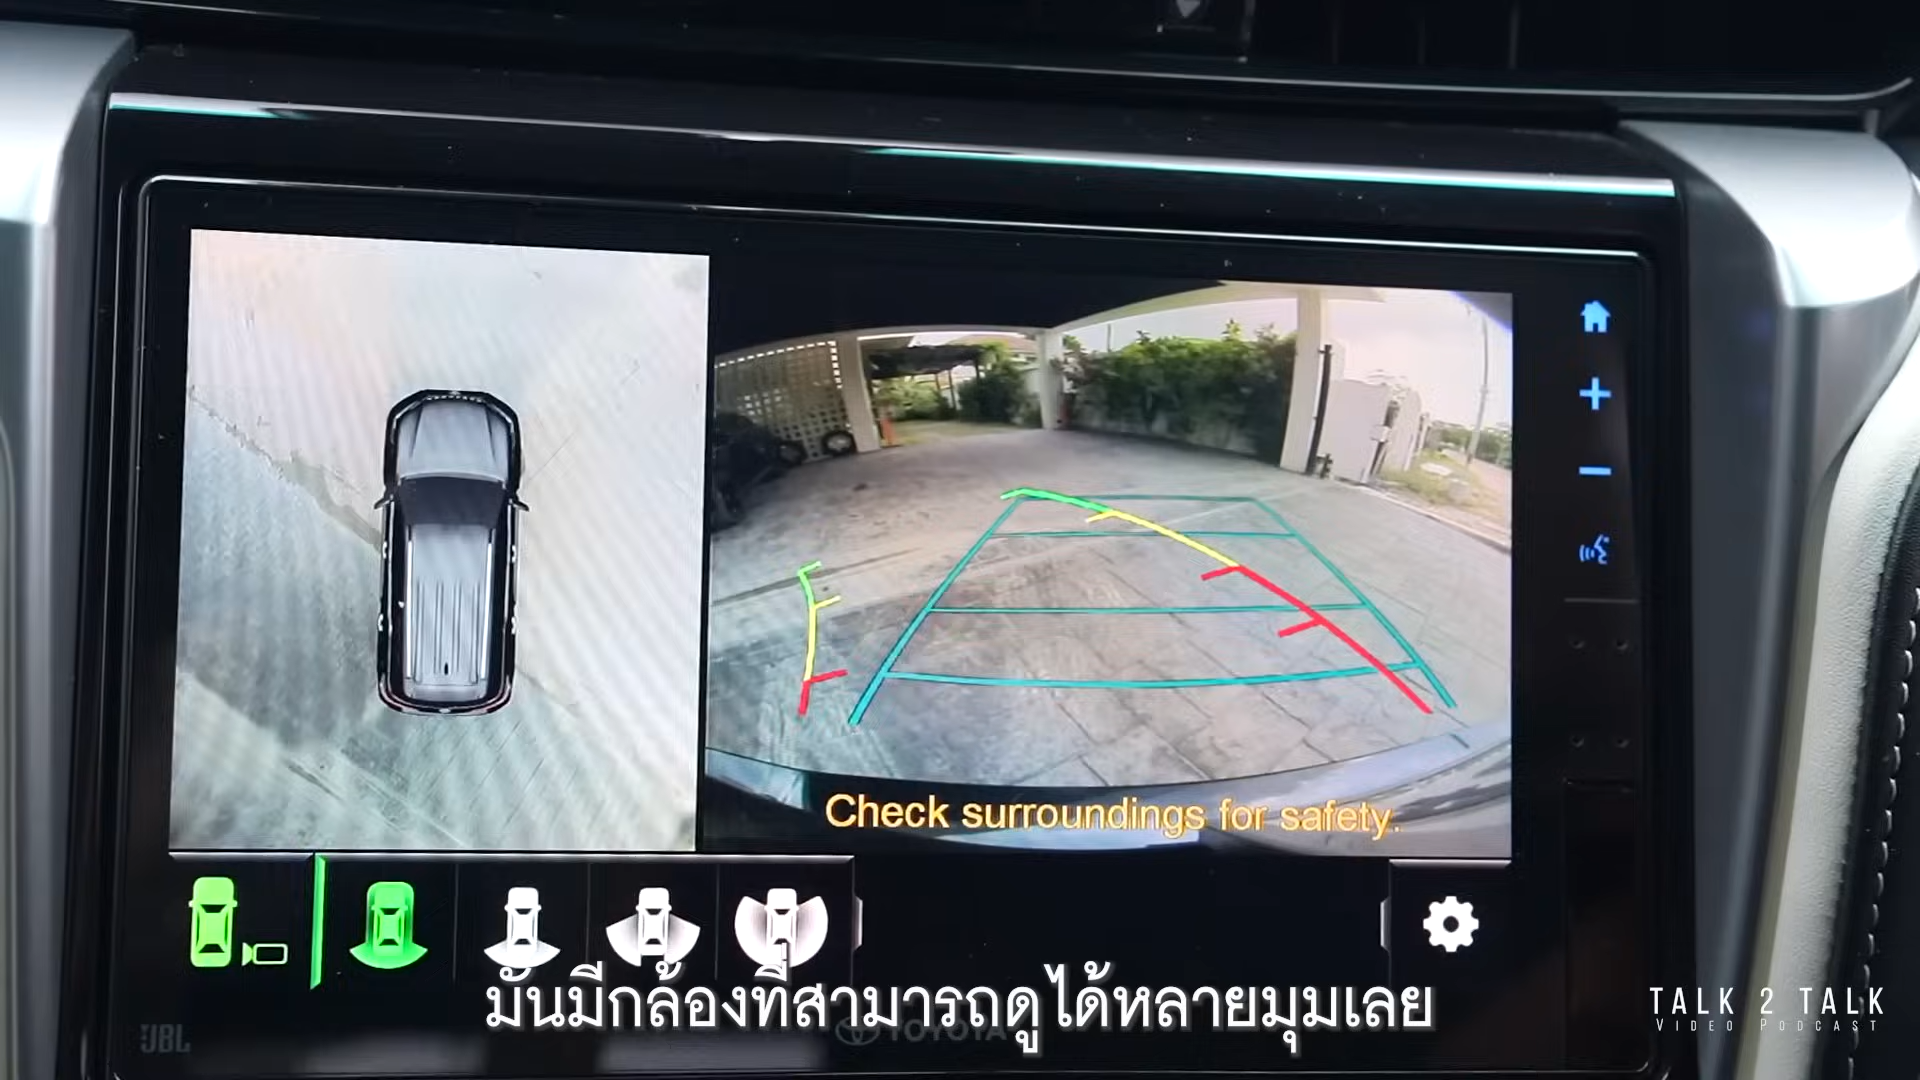 Check surroundings for safety.
มันมีกล้องที่สามารถดูได้หลายมุมเลย
JBL
TOYOTA
TALK 2 TALK
VIDEO PODCAST